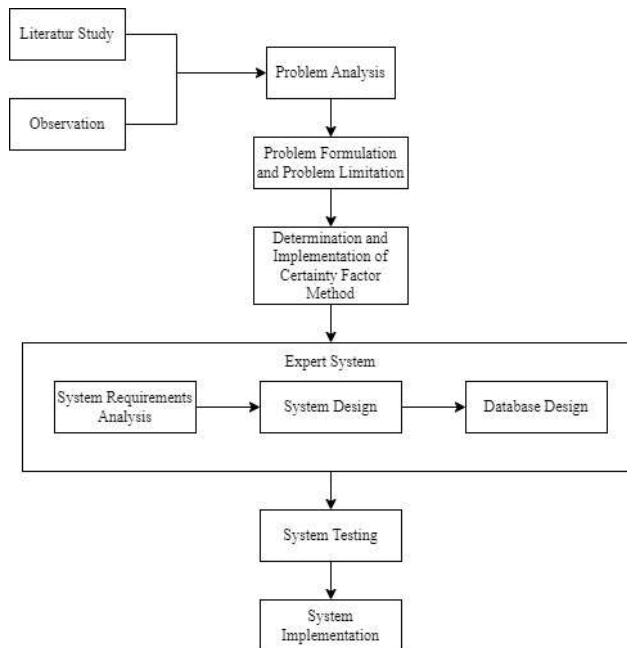 Literatur Study
Problem Analysis
Observation
Problem Formulation
and Problem Limitation
Determination and
Implementation of
Certainty Factor
Method
Expert System
System Requirements
Analysis
System Design
Database Design
System Testing
System
Implementation